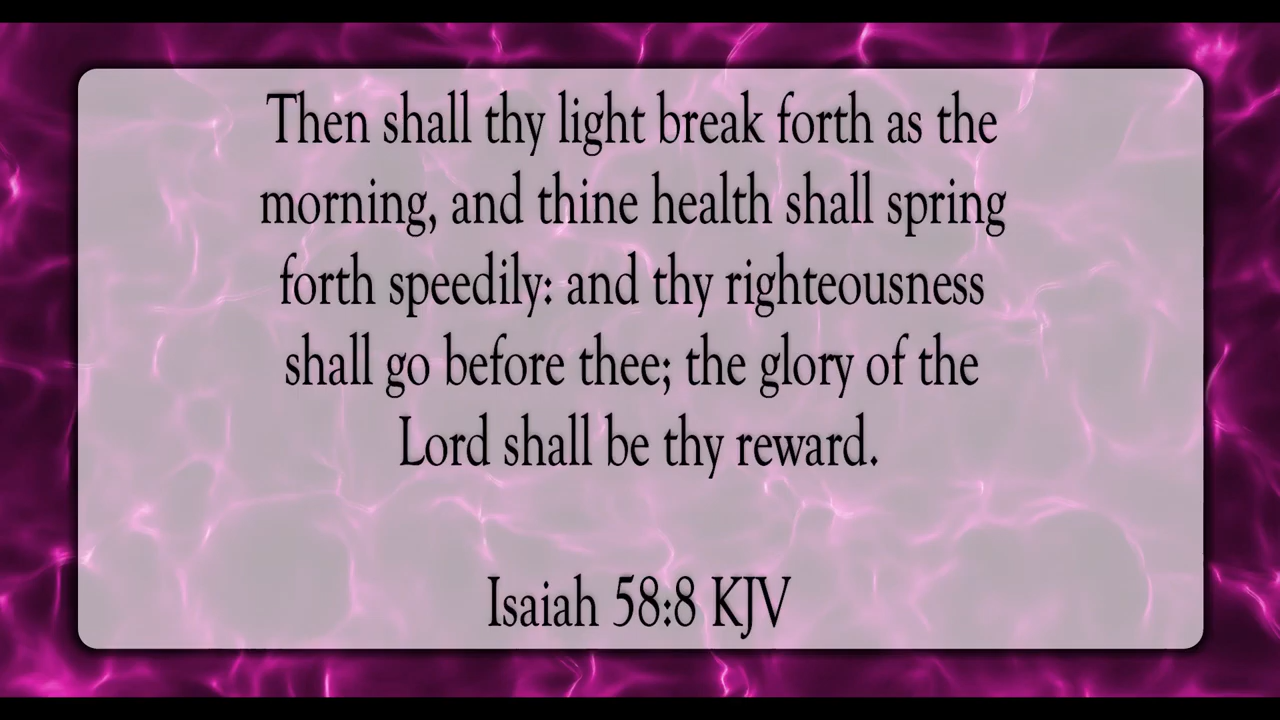 Then shall thy light break forth as the
morning, and thine health shall spring
forth speedily: and thy righteousness
shall go before thee; the glory of the
Lord shall be thy reward.
Isaiah 58:8 KJV